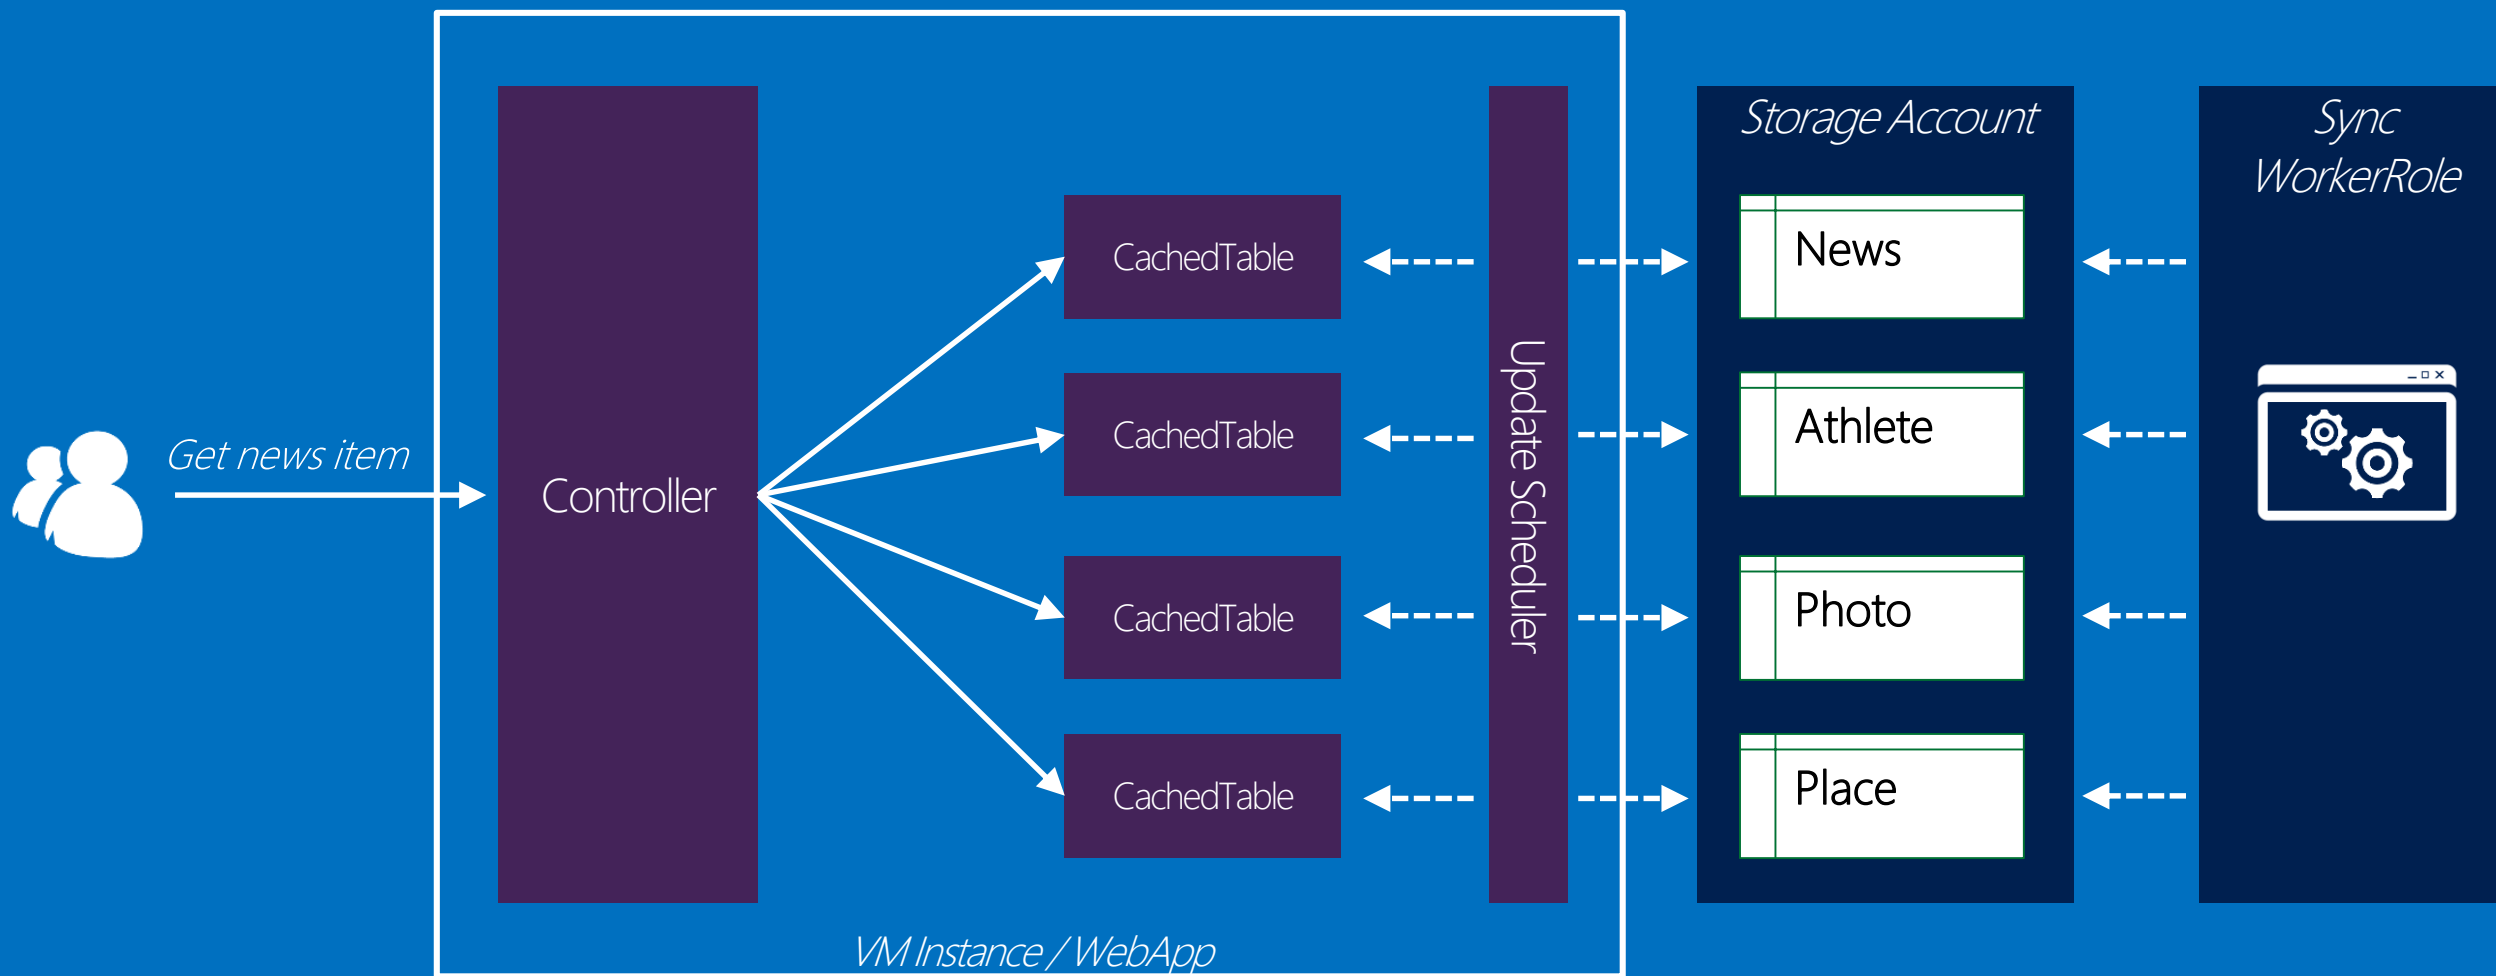 Get news item
Controller
CachedTable
CachedTable
CachedTable
CachedTable
Update Scheduler
VM Instance / WebApp
Storage Account
News
Athlete
Photo
Place
Sync
WorkerRole